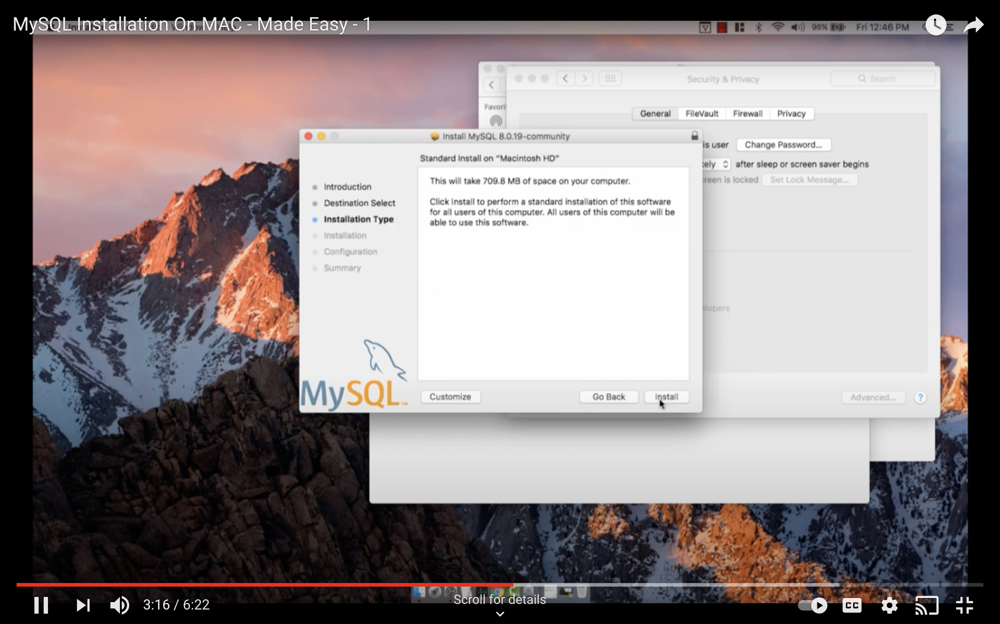 MySQL Installation On MAC - Made Easy - 1
98%
Fri 12:46 PM
Security & Privacy
Search
Favori
General
FileVault
Firewall
Privacy
Install MySQL 8.0.19-community
is user
Change Password...
Standard Install on "Macintosh HD"
tely
after sleep or screen saver begins
reen is locked
Set Lock Message...
This will take 709.8 MB of space on your computer.
Click Install to perform a standard installation of this software
for all users of this computer. All users of this computer will be
able to use this software.
Introduction
Destination Select
Installation Type
Installation
Configuration
Summary
elopers
MySQL™
Customize
Go Back
Install
Advanced...
?
Scroll for details
3:16 / 6:22
CC